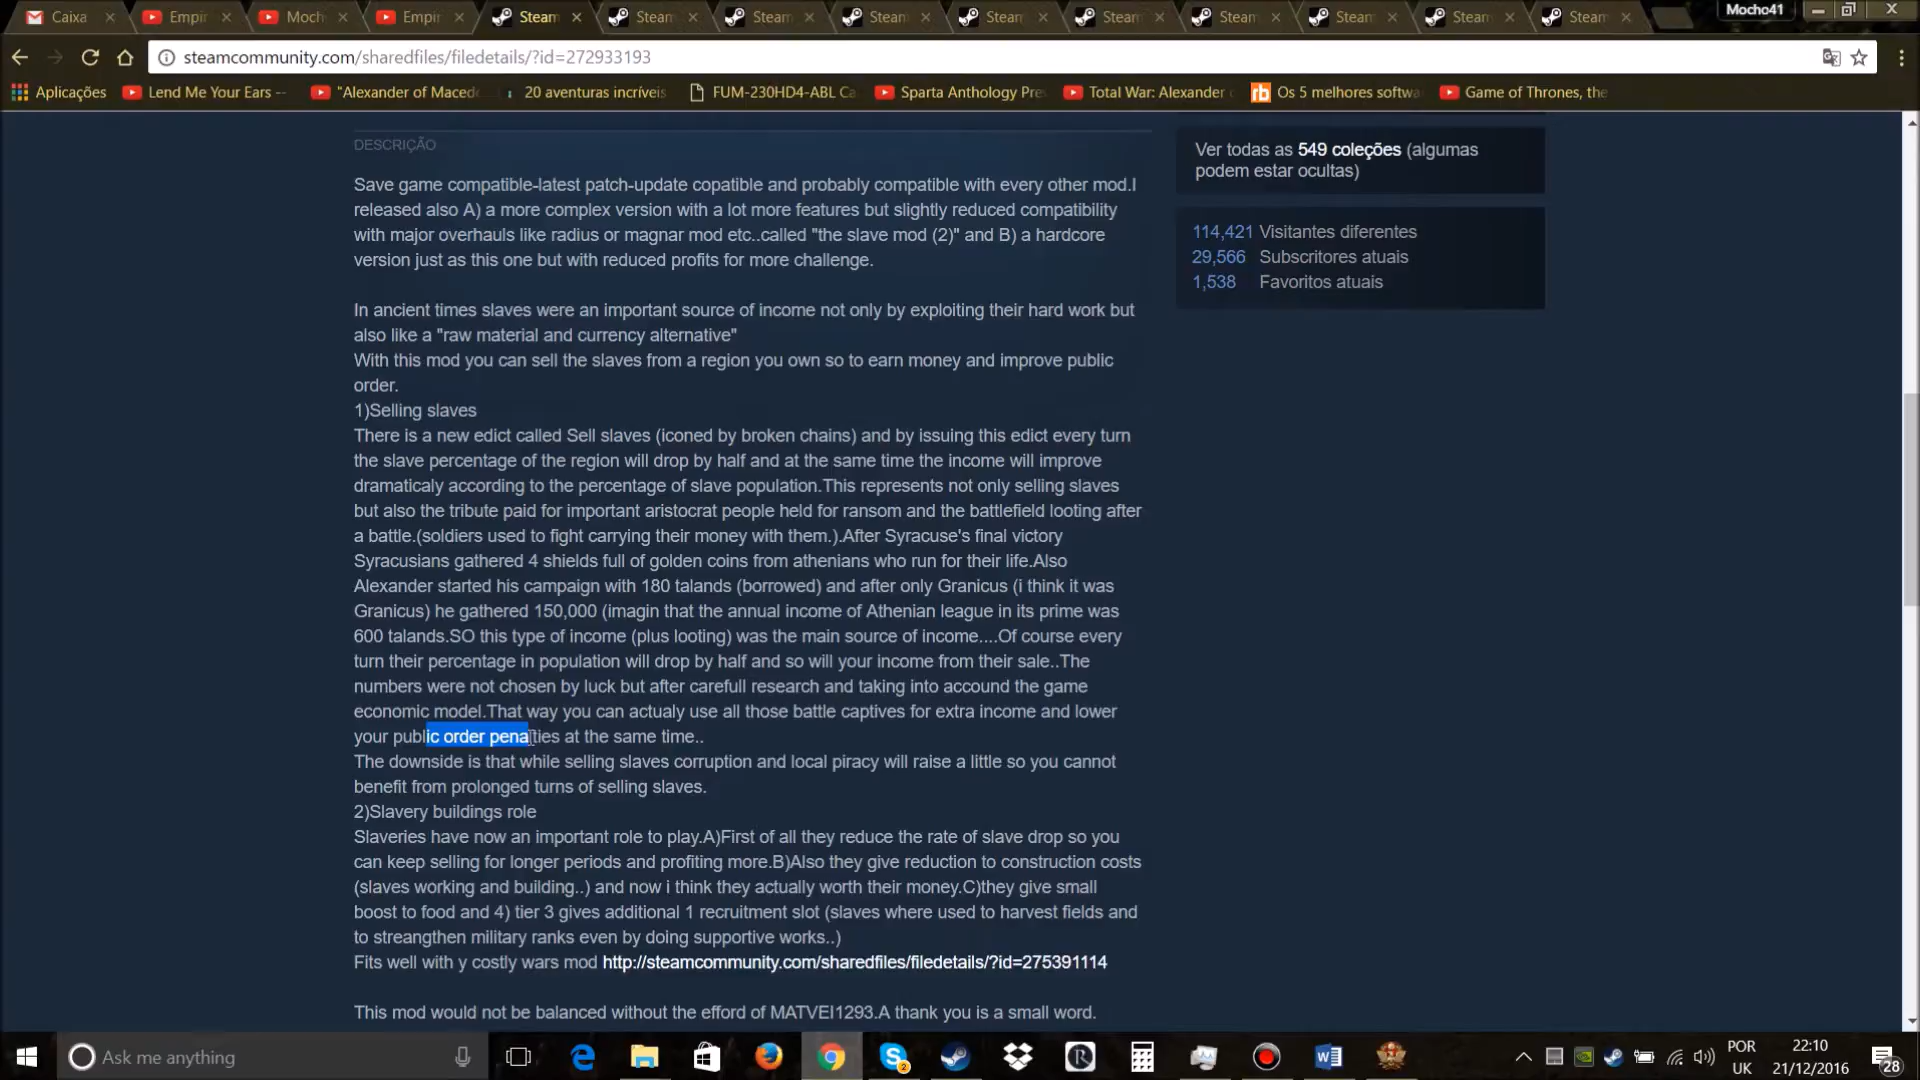 Caixa
Empir
Moch
Empir
Steam
Steam
Steam
Steam
Steam
Steam
Steam
Steam
Steam
Steam
Mocho41
steamcommunity.com/sharedfiles/filedetails/?id=272933193
Aplicações
Lend Me Your Ears --
"Alexander of Maced
20 aventuras incríveis
FUM-230HD4-ABL Ca
Sparta Anthology Pre
Total War: Alexander
Os 5 melhores softwa
Game of Thrones, the
DESCRIÇÃO
Save game compatible-latest patch-update copatible and probably compatible with every other mod.I
released also A) a more complex version with a lot more features but slightly reduced compatibility
with major overhauls like radius or magnar mod etc..called "the slave mod (2)" and B) a hardcore
version just as this one but with reduced profits for more challenge.
In ancient times slaves were an important source of income not only by exploiting their hard work but
also like a "raw material and currency alternative"
With this mod you can sell the slaves from a region you own so to earn money and improve public
order.
1)Selling slaves
There is a new edict called Sell slaves (iconed by broken chains) and by issuing this edict every turn
the slave percentage of the region will drop by half and at the same time the income will improve
dramaticaly according to the percentage of slave population.This represents not only selling slaves
but also the tribute paid for important aristocrat people held for ransom and the battlefield looting after
a battle.(soldiers used to fight carrying their money with them.).After Syracuse's final victory
Syracusians gathered 4 shields full of golden coins from athenians who run for their life.Also
Alexander started his campaign with 180 talands (borrowed) and after only Granicus (i think it was
Granicus) he gathered 150,000 (imagin that the annual income of Athenian league in its prime was
600 talands.SO this type of income (plus looting) was the main source of income....Of course every
turn their percentage in population will drop by half and so will your income from their sale..The
numbers were not chosen by luck but after carefull research and taking into accound the game
economic model.That way you can actualy use all those battle captives for extra income and lower
your public order penalties at the same time..
The downside is that while selling slaves corruption and local piracy will raise a little so you cannot
benefit from prolonged turns of selling slaves.
2)Slavery buildings role
Slaveries have now an important role to play.A)First of all they reduce the rate of slave drop so you
can keep selling for longer periods and profiting more.B)Also they give reduction to construction costs
(slaves working and building..) and now i think they actually worth their money.C)they give small
boost to food and 4) tier 3 gives additional 1 recruitment slot (slaves where used to harvest fields and
to streangthen military ranks even by doing supportive works..)
Fits well with y costly wars mod http://steamcommunity.com/sharedfiles/filedetails/?id=275391114
This mod would not be balanced without the efford of MATVEI1293.A thank you is a small word.
Ver todas as 549 coleções (algumas
podem estar ocultas)
114,421 Visitantes diferentes
29,566 Subscritores atuais
1,538 Favoritos atuais
Ask me anything
2
POR
UK
22:10
21/12/2016
28